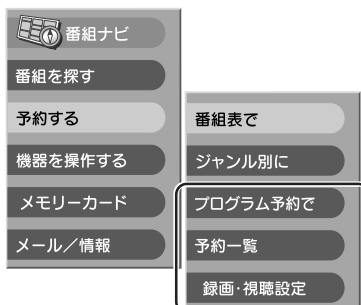 番組ナビ
番組を探す
予約する
機器を操作する
メモリーカード
メール／情報
番組表で
ジャンル別に
プログラム予約で
予約一覧
録画・視聴設定